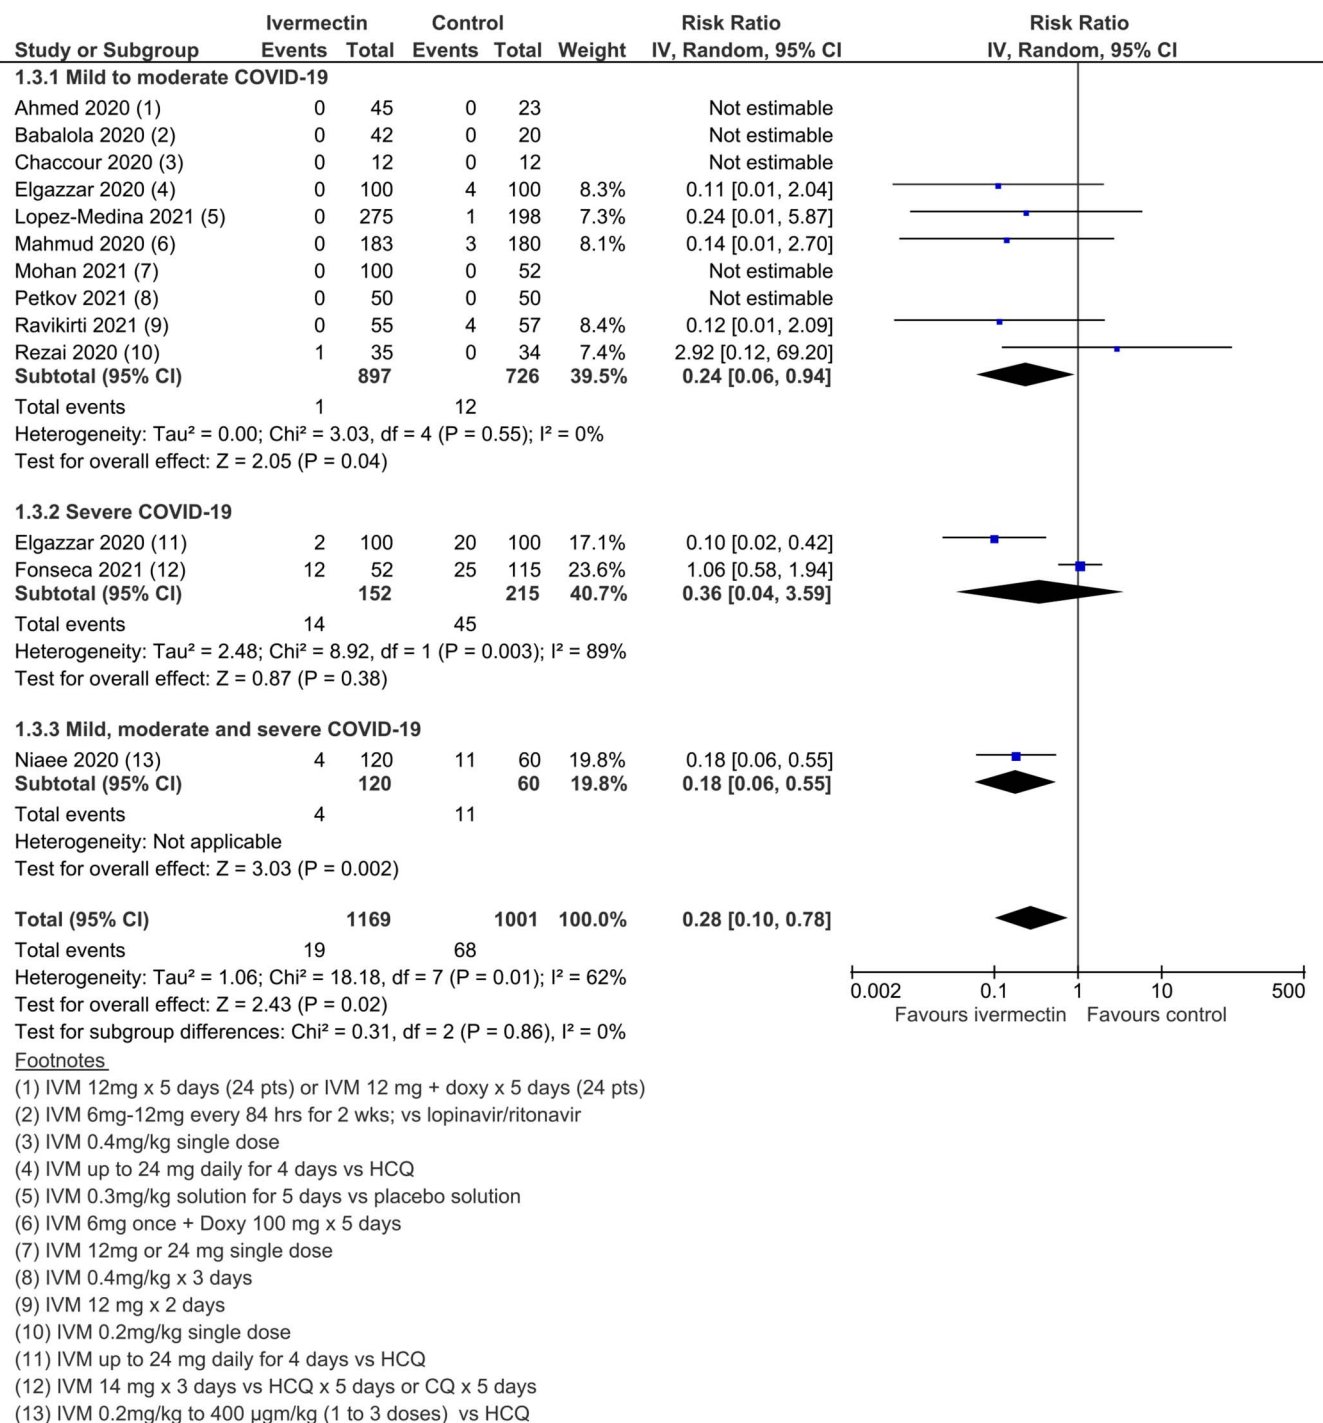 Ivermectin Control Risk Ratio Risk Ratio
Study or Subgroup Events Total Events Total Weight IV, Random, 95% CI IV, Random, 95% CI
1.3.1 Mild to moderate COVID-19
Ahmed 2020 (1) 0 45 0 23 Not estimable
Babalola 2020 (2) 0 42 0 20 Not estimable
Chaccour 2020 (3) 0 12 0 12 Not estimable
Elgazzar 2020 (4) 0 100 4 100 8.3% 0.11 [0.01, 2.04]
Lopez-Medina 2021 (5) 0 275 1 198 7.3% 0.24 [0.01, 5.87]
Mahmud 2020 (6) 0 183 3 180 8.1% 0.14 [0.01, 2.70]
Mohan 2021 (7) 0 100 0 52 Not estimable
Petkov 2021 (8) 0 50 0 50 Not estimable
Ravikirti 2021 (9) 0 55 4 57 8.4% 0.12 [0.01, 2.09]
Rezai 2020 (10) 1 35 0 34 7.4% 2.92 [0.12, 69.20]
Subtotal (95% CI) 897 726 39.5% 0.24 [0.06, 0.94]
Total events 1 12
Heterogeneity: Tau² = 0.00; Chi² = 3.03, df = 4 (P = 0.55); I² = 0%
Test for overall effect: Z = 2.05 (P = 0.04)
1.3.2 Severe COVID-19
Elgazzar 2020 (11) 2 100 20 100 17.1% 0.10 [0.02, 0.42]
Fonseca 2021 (12) 12 52 25 115 23.6% 1.06 [0.58, 1.94]
Subtotal (95% CI) 152 215 40.7% 0.36 [0.04, 3.59]
Total events 14 45
Heterogeneity: Tau² = 2.48; Chi² = 8.92, df = 1 (P = 0.003); I² = 89%
Test for overall effect: Z = 0.87 (P = 0.38)
1.3.3 Mild, moderate and severe COVID-19
Niaee 2020 (13) 4 120 11 60 19.8% 0.18 [0.06, 0.55]
Subtotal (95% CI) 120 60 19.8% 0.18 [0.06, 0.55]
Total events 4 11
Heterogeneity: Not applicable
Test for overall effect: Z = 3.03 (P = 0.002)
Total (95% CI) 1169 1001 100.0% 0.28 [0.10, 0.78]
Total events 19 68
Heterogeneity: Tau² = 1.06; Chi² = 18.18, df = 7 (P = 0.01); I² = 62%
Test for overall effect: Z = 2.43 (P = 0.02)
Test for subgroup differences: Chi² = 0.31, df = 2 (P = 0.86), I² = 0%
0.002 0.1 1 10 500
Favours ivermectin Favours control
Footnotes
(1) IVM 12mg x 5 days (24 pts) or IVM 12 mg + doxy x 5 days (24 pts)
(2) IVM 6mg-12mg every 84 hrs for 2 wks; vs lopinavir/ritonavir
(3) IVM 0.4mg/kg single dose
(4) IVM up to 24 mg daily for 4 days vs HCQ
(5) IVM 0.3mg/kg solution for 5 days vs placebo solution
(6) IVM 6mg once + Doxy 100 mg x 5 days
(7) IVM 12mg or 24 mg single dose
(8) IVM 0.4mg/kg x 3 days
(9) IVM 12 mg x 2 days
(10) IVM 0.2mg/kg single dose
(11) IVM up to 24 mg daily for 4 days vs HCQ
(12) IVM 14 mg x 3 days vs HCQ x 5 days or CQ x 5 days
(13) IVM 0.2mg/kg to 400 µgm/kg (1 to 3 doses) vs HCQ